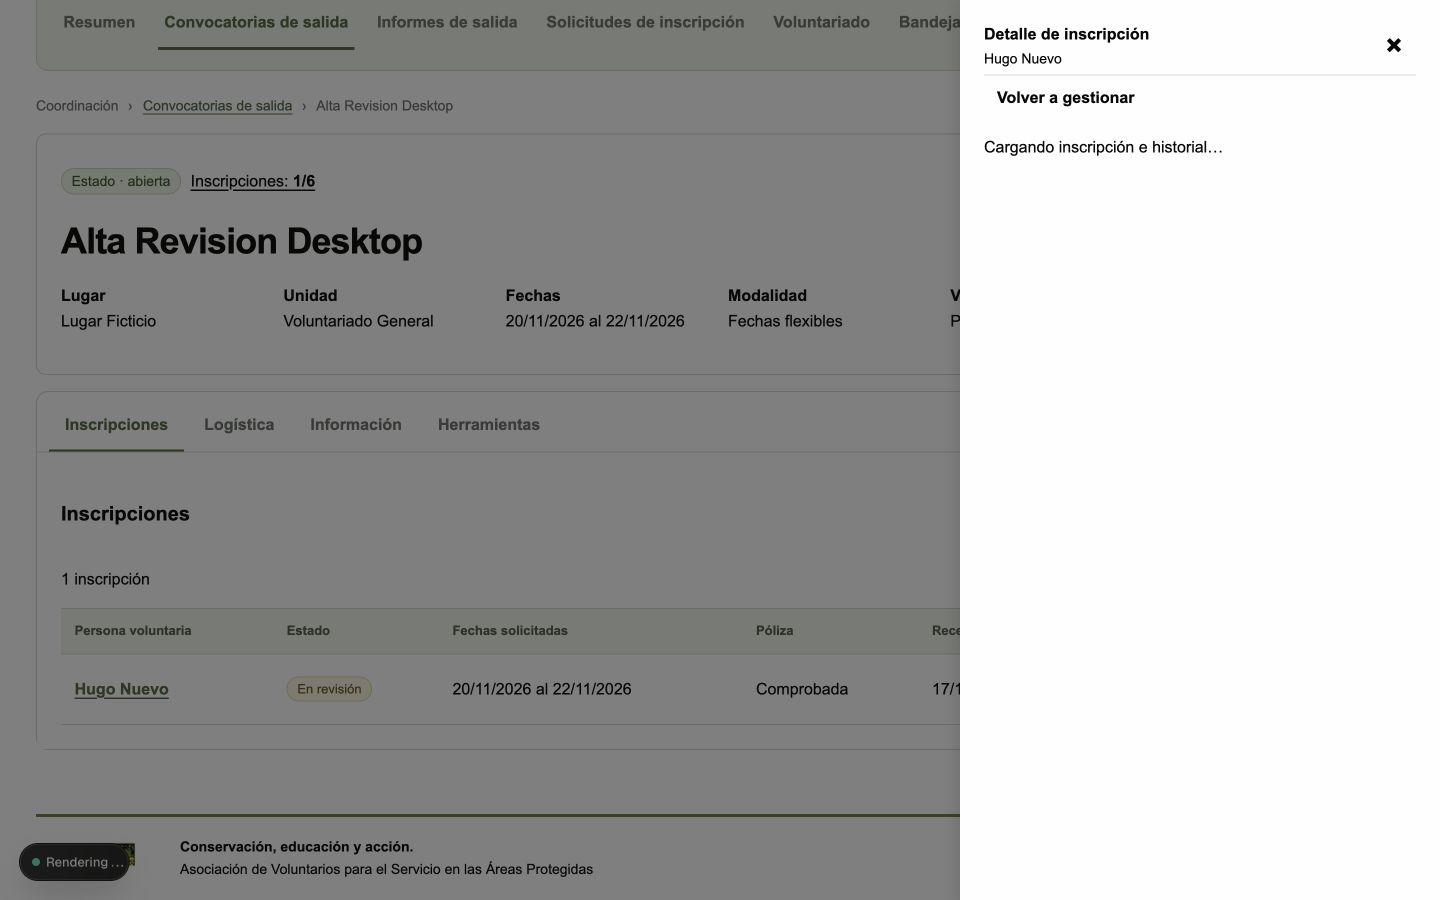 Resumen Convocatorias de salida Informes de salida Solicitudes de inscripción Voluntariado Bandeja
Coordinación › Convocatorias de salida › Alta Revision Desktop
Estado · abierta Inscripciones: 1/6
Alta Revision Desktop
Lugar Unidad Fechas Modalidad V
Lugar Ficticio Voluntariado General 20/11/2026 al 22/11/2026 Fechas flexibles P
Inscripciones Logística Información Herramientas
Inscripciones
1 inscripción
Persona voluntaria Estado Fechas solicitadas Póliza Rece
Hugo Nuevo En revisión 20/11/2026 al 22/11/2026 Comprobada 17/1
Conservación, educación y acción.
Asociación de Voluntarios para el Servicio en las Áreas Protegidas
Rendering ...
Detalle de inscripción
Hugo Nuevo
Volver a gestionar
Cargando inscripción e historial…